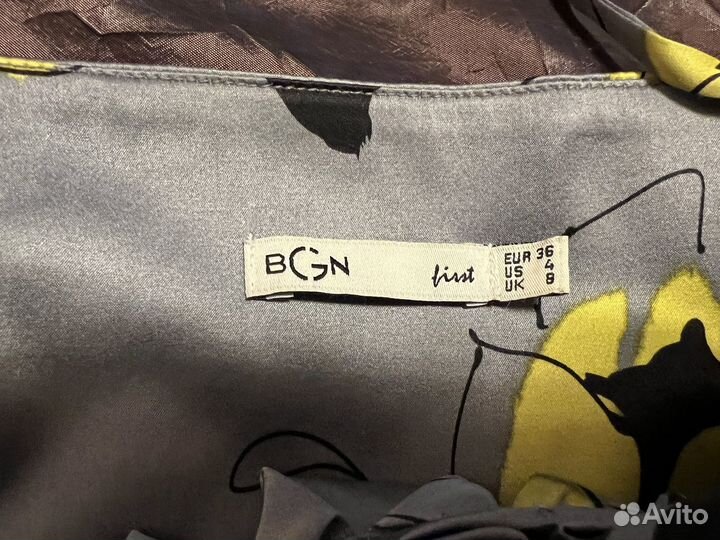 BGN first
EUR 36
US 4
UK 8
Avito